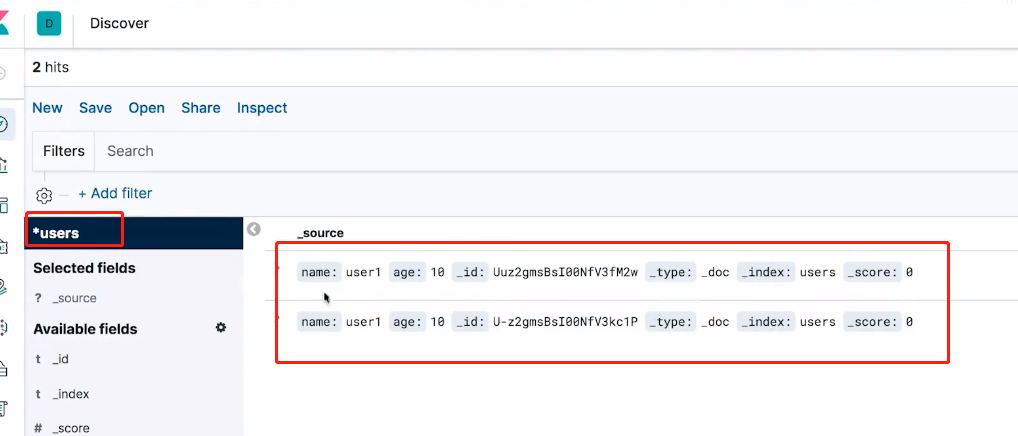 D Discover
2 hits
New Save Open Share Inspect
Filters Search
+ Add filter
*users
_source
Selected fields
name: user1 age: 10 _id: Uuz2gmsBsI00NfV3fM2w _type: _doc _index: users _score: 0
? _source
Available fields
name: user1 age: 10 _id: U-z2gmsBsI00NfV3kc1P _type: _doc _index: users _score: 0
t _id
t _index
# _score